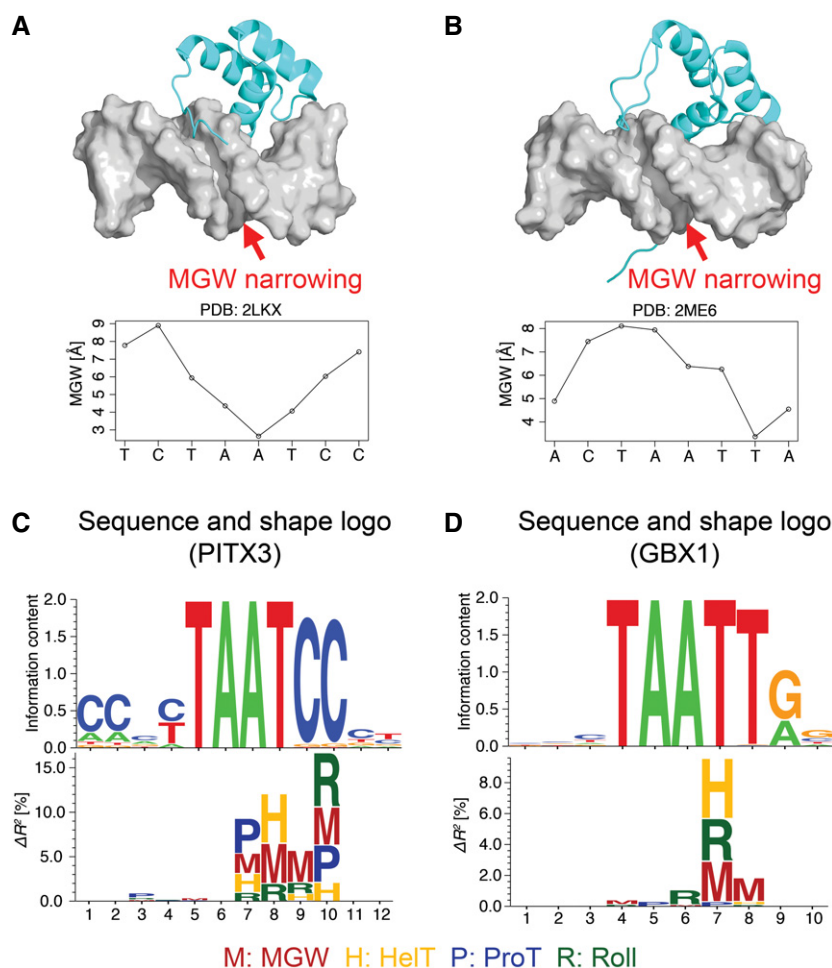 A
B
MGW narrowing
MGW narrowing
PDB: 2LKX
PDB: 2ME6
MGW [Å]
9
8
7
6
5
4
3
T C T A A T C C
MGW [Å]
8
7
6
5
4
A C T A A T T A
C
Sequence and shape logo
(PITX3)
D
Sequence and shape logo
(GBX1)
Information content
2.0
1.5
1.0
0.5
0.0
TAATCC
Information content
2.0
1.5
1.0
0.5
0.0
TAATTG
ΔR² [%]
15.0
10.0
5.0
0.0
1 2 3 4 5 6 7 8 9 10 11 12
ΔR² [%]
8.0
6.0
4.0
2.0
0.0
1 2 3 4 5 6 7 8 9 10
M: MGW H: HelT P: ProT R: Roll